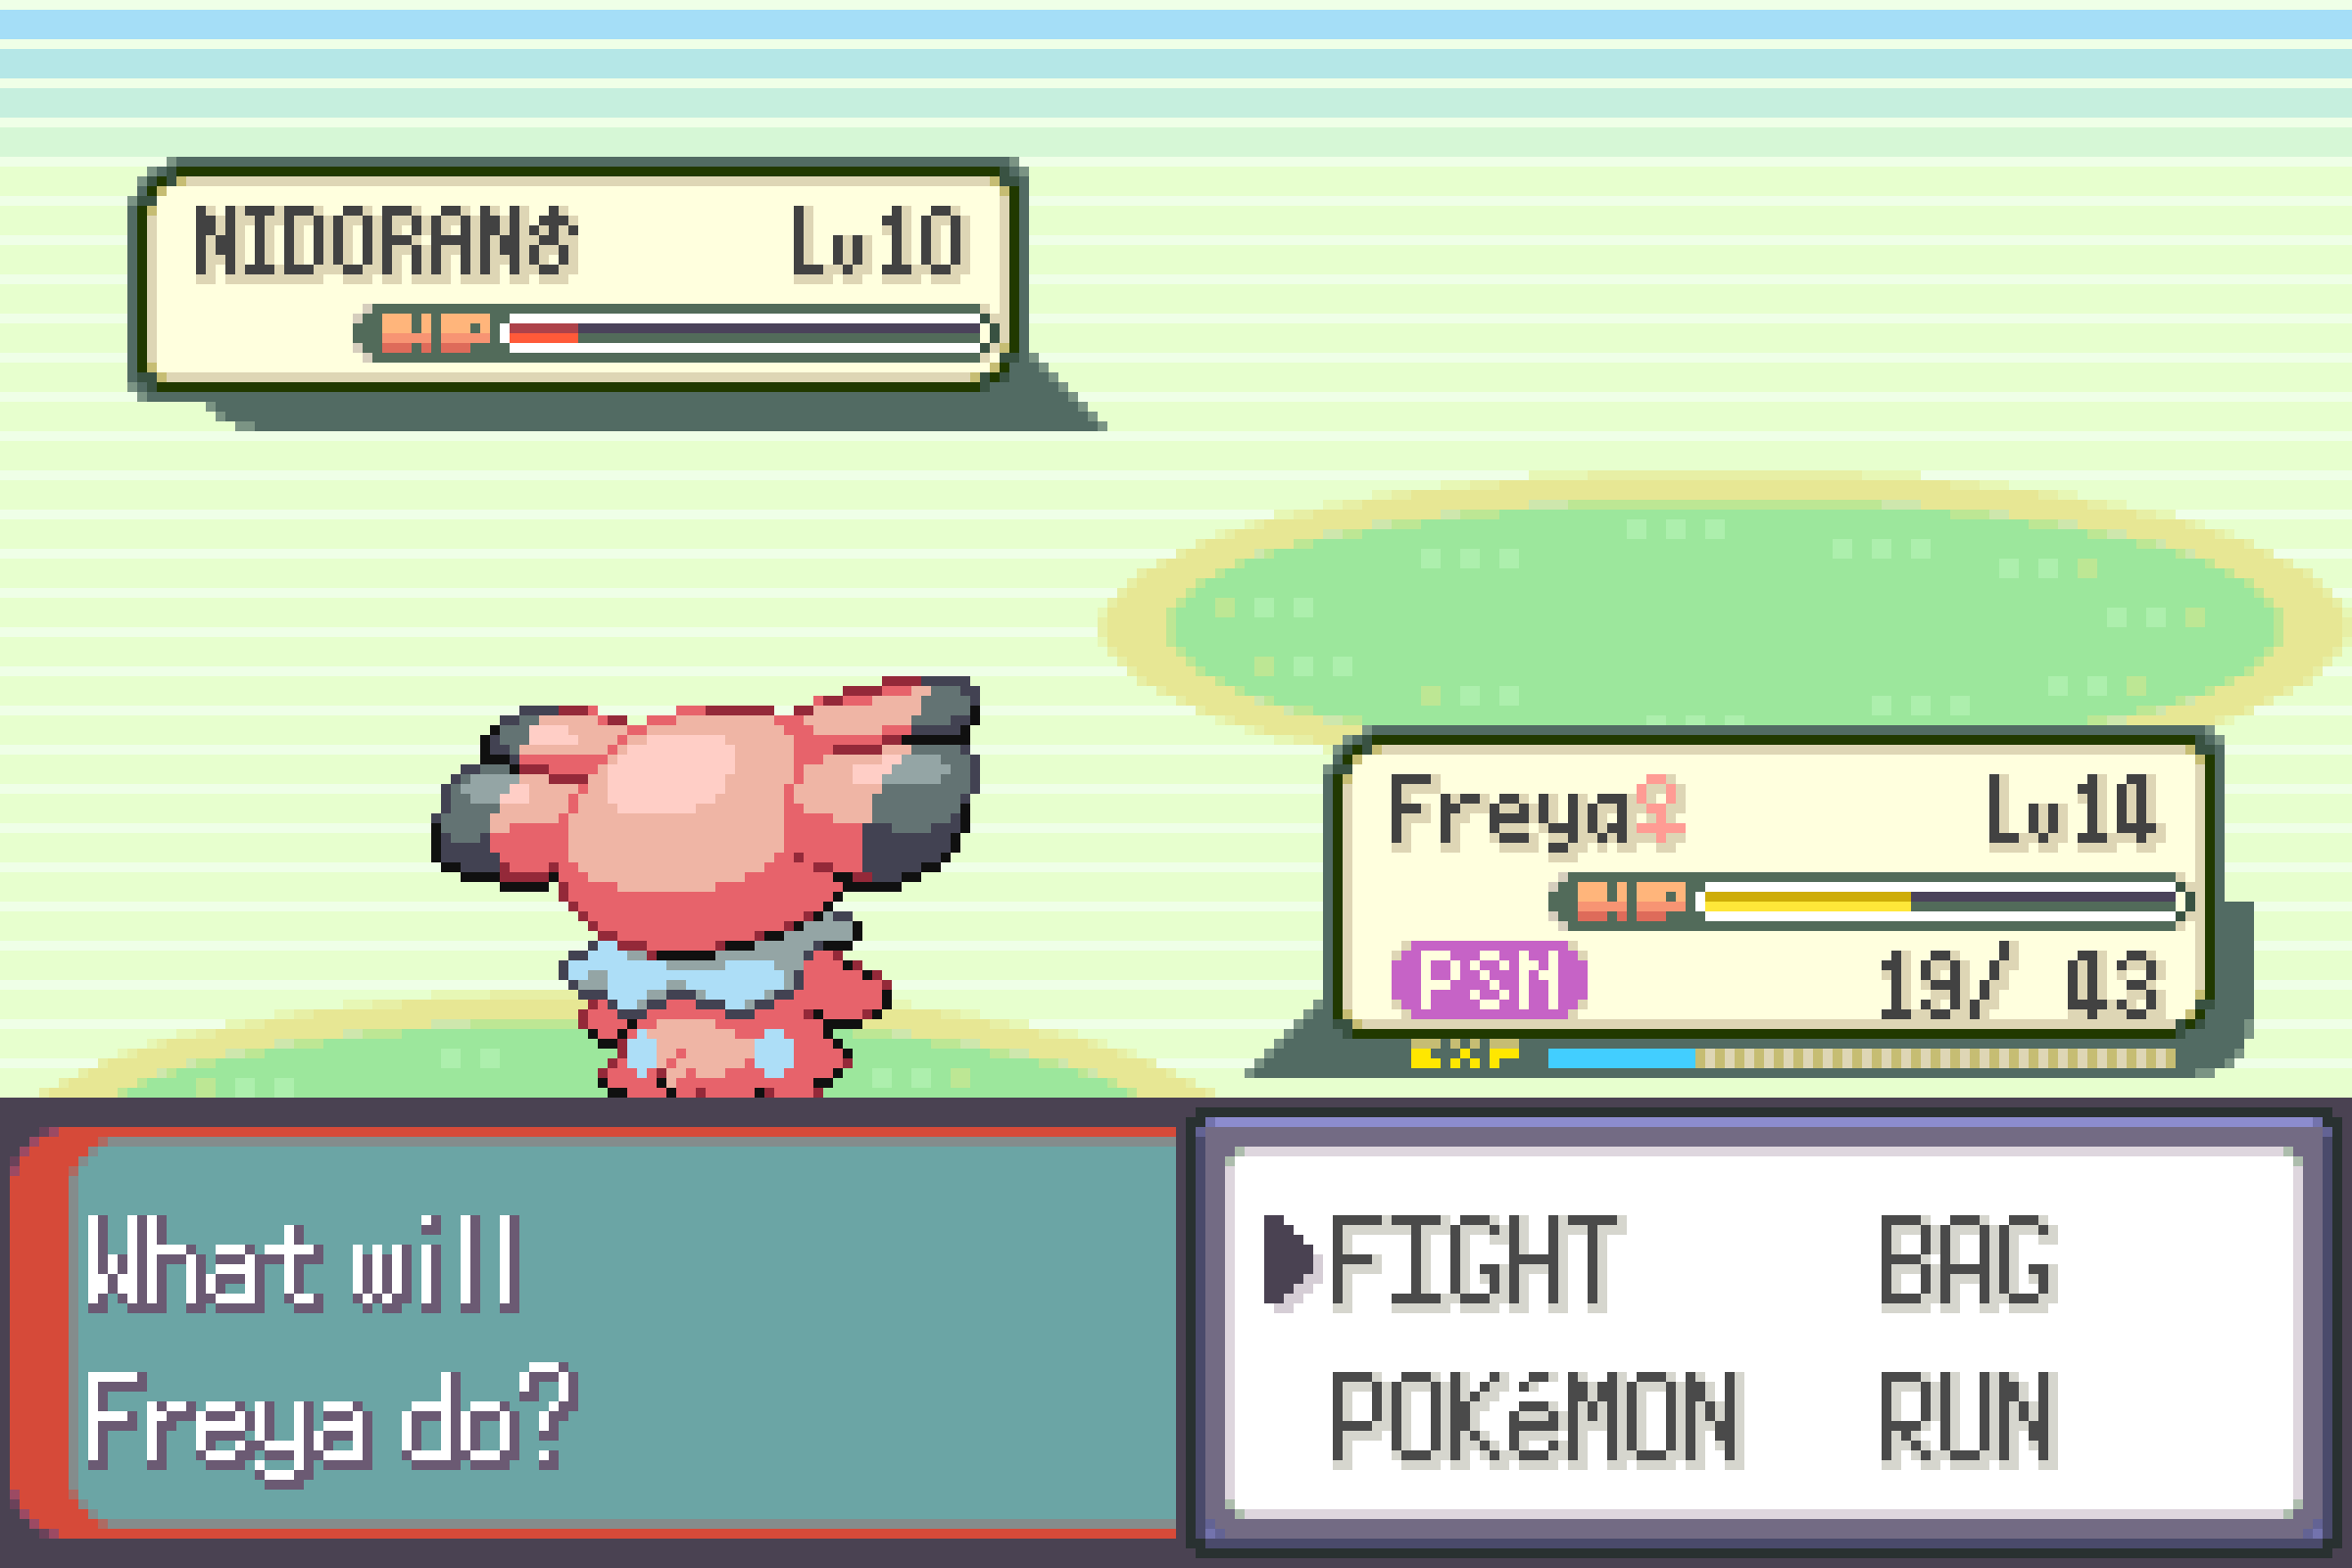 NIDORAN♂ Lv10
HP
Freya♀ Lv14
HP
PSN 19/ 43
EXP
What will
Freya do?
FIGHT BAG
POKéMON RUN